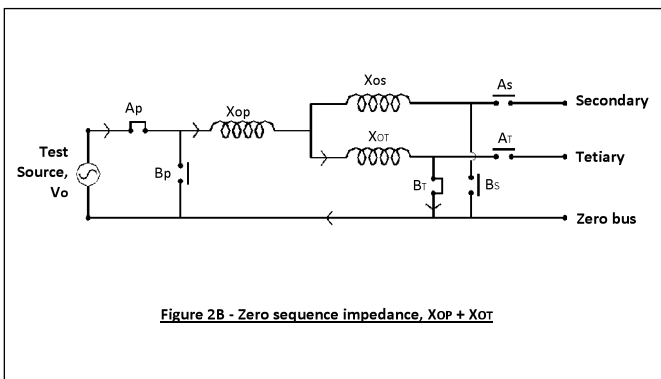 Xos
As
Secondary
Ap
Xop
XOT
AT
Test
Source,
Vo
Bp
Tetiary
BT
BS
Zero bus
Figure 2B - Zero sequence impedance, XOP + XOT